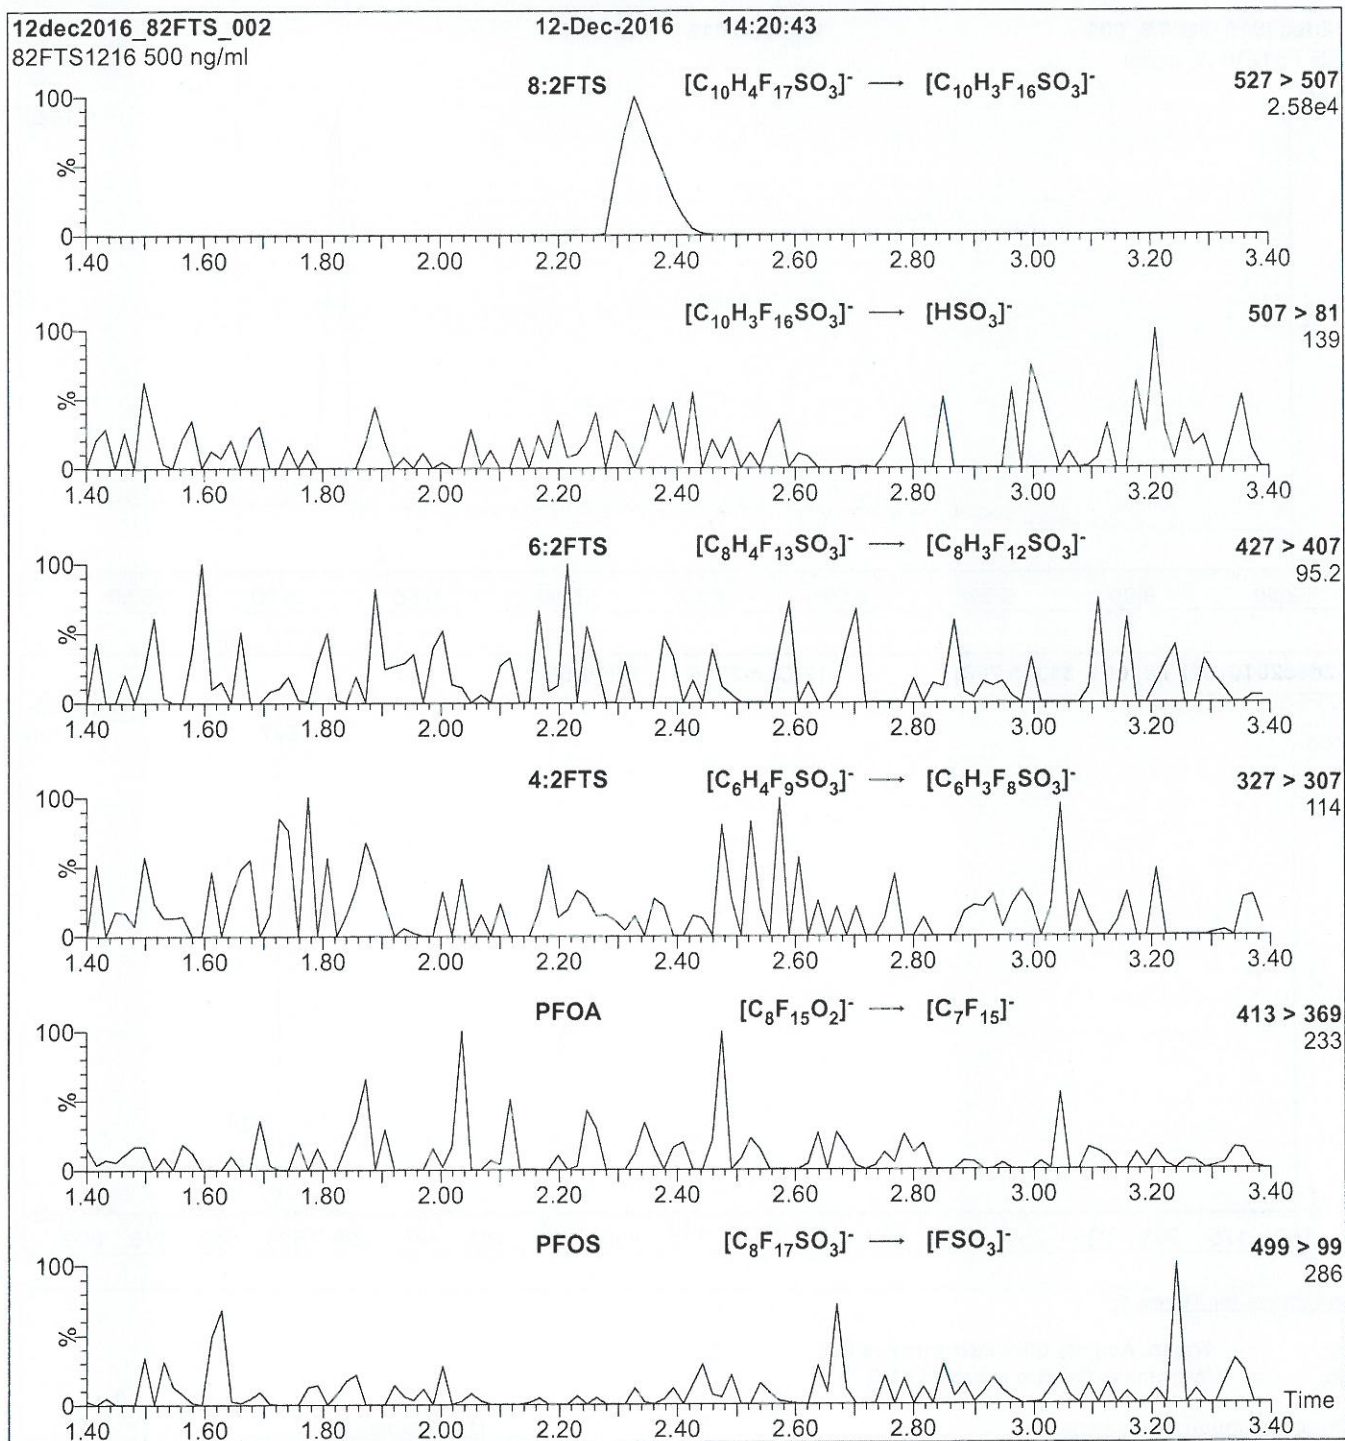 12dec2016_82FTS_002 12-Dec-2016 14:20:43
82FTS1216 500 ng/ml
8:2FTS [C₁₀H₄F₁₇SO₃]⁻ → [C₁₀H₃F₁₆SO₃]⁻ 527 > 507
2.58e4
100
%
0
1.40 1.60 1.80 2.00 2.20 2.40 2.60 2.80 3.00 3.20 3.40
[C₁₀H₃F₁₆SO₃]⁻ → [HSO₃]⁻ 507 > 81
139
100
%
0
1.40 1.60 1.80 2.00 2.20 2.40 2.60 2.80 3.00 3.20 3.40
6:2FTS [C₈H₄F₁₃SO₃]⁻ → [C₈H₃F₁₂SO₃]⁻ 427 > 407
95.2
100
%
0
1.40 1.60 1.80 2.00 2.20 2.40 2.60 2.80 3.00 3.20 3.40
4:2FTS [C₆H₄F₉SO₃]⁻ → [C₆H₃F₈SO₃]⁻ 327 > 307
114
100
%
0
1.40 1.60 1.80 2.00 2.20 2.40 2.60 2.80 3.00 3.20 3.40
PFOA [C₈F₁₅O₂]⁻ → [C₇F₁₅]⁻ 413 > 369
233
100
%
0
1.40 1.60 1.80 2.00 2.20 2.40 2.60 2.80 3.00 3.20 3.40
PFOS [C₈F₁₇SO₃]⁻ → [FSO₃]⁻ 499 > 99
286
100
%
0
Time
1.40 1.60 1.80 2.00 2.20 2.40 2.60 2.80 3.00 3.20 3.40